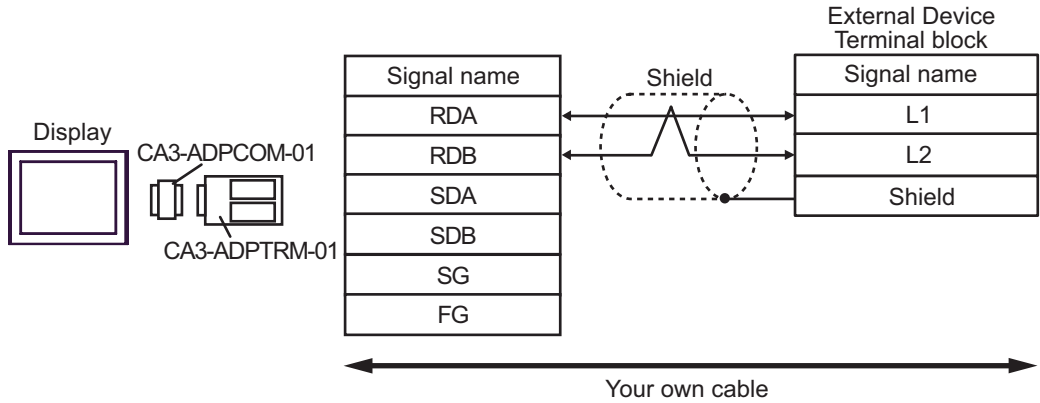 External Device
Terminal block
Signal name
Shield
Signal name
RDA
L1
Display
CA3-ADPCOM-01
RDB
L2
SDA
Shield
CA3-ADPTRM-01
SDB
SG
FG
Your own cable